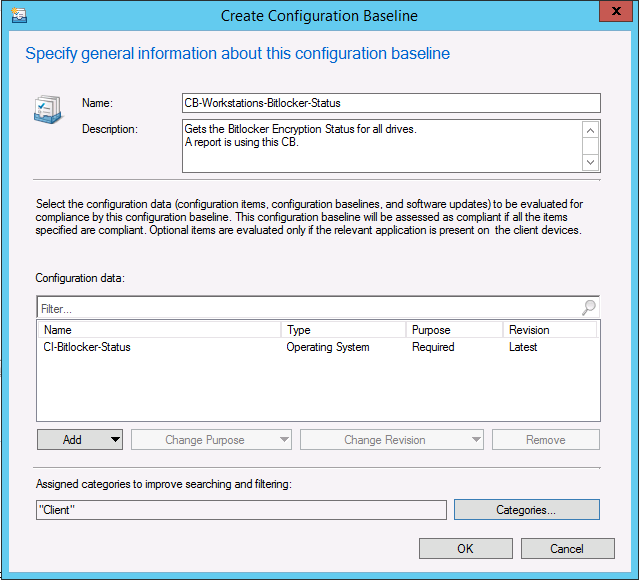 Create Configuration Baseline
x
Specify general information about this configuration baseline
Name:
CB-Workstations-Bitlocker-Status
Description:
Gets the Bitlocker Encryption Status for all drives.
A report is using this CB.
Select the configuration data (configuration items, configuration baselines, and software updates) to be evaluated for
compliance by this configuration baseline. This configuration baseline will be assessed as compliant if all the items
specified are compliant. Optional items are evaluated only if the relevant application is present on  the client devices.
Configuration data:
Filter...
Name Type Purpose Revision
CI-Bitlocker-Status Operating System Required Latest
Add Change Purpose Change Revision Remove
Assigned categories to improve searching and filtering:
"Client" Categories...
OK Cancel